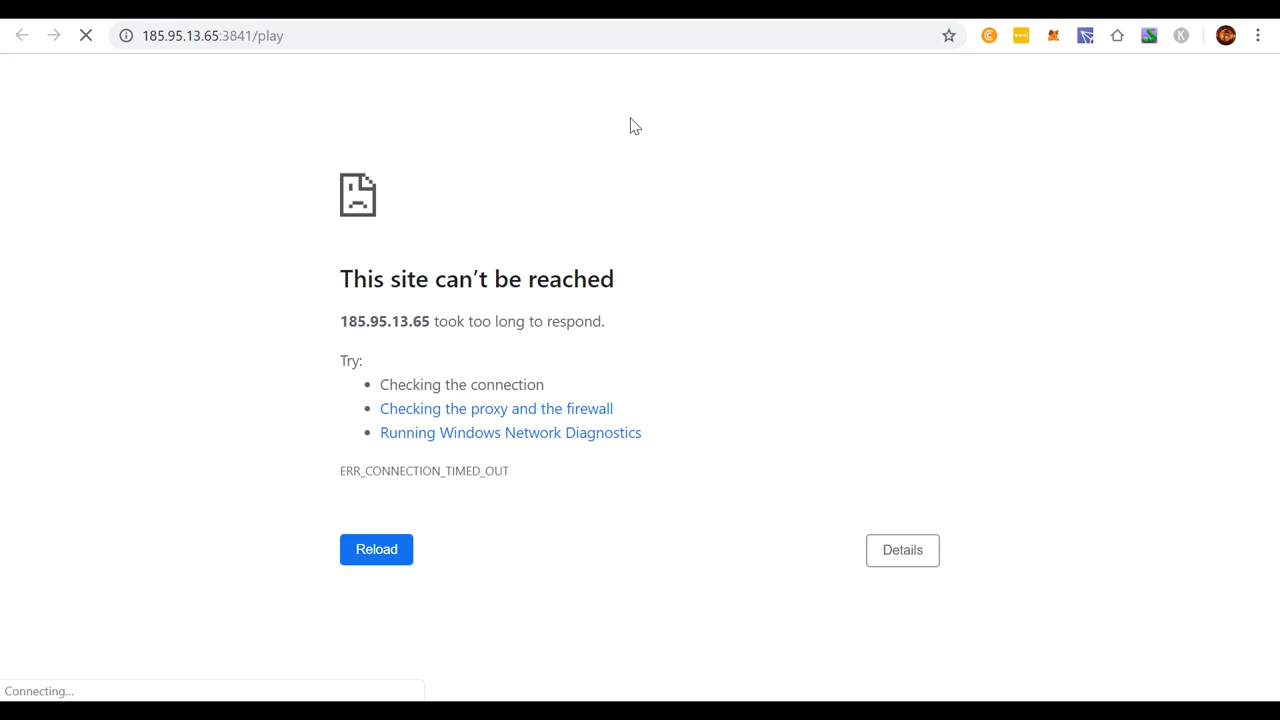 185.95.13.65:3841/play
This site can't be reached
185.95.13.65 took too long to respond.
Try:
Checking the connection
Checking the proxy and the firewall
Running Windows Network Diagnostics
ERR_CONNECTION_TIMED_OUT
Reload
Details
Connecting...